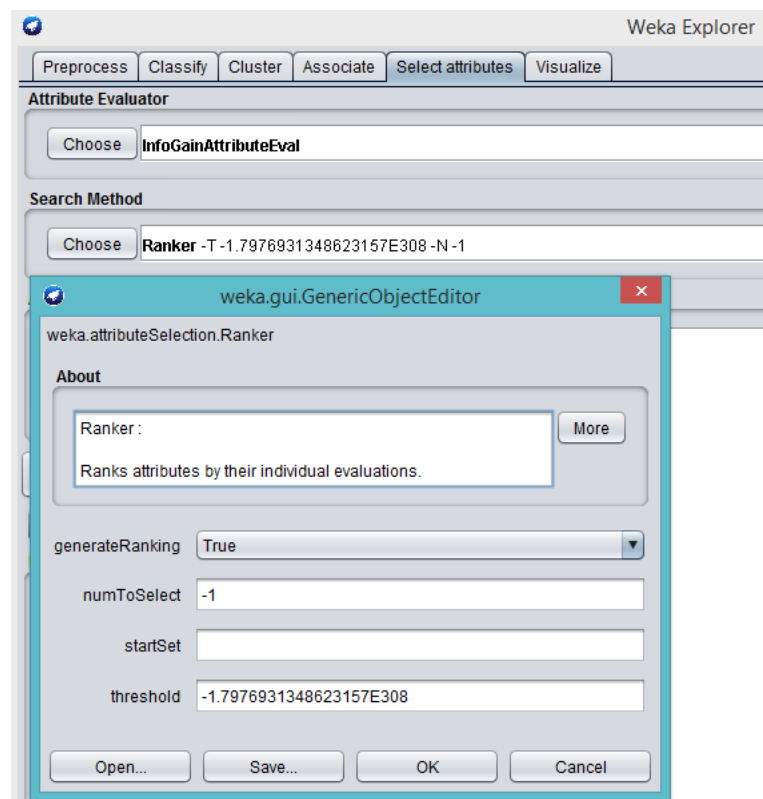 Weka Explorer
Preprocess Classify Cluster Associate Select attributes Visualize
Attribute Evaluator
Choose InfoGainAttributeEval
Search Method
Choose Ranker -T -1.7976931348623157E308 -N -1
weka.gui.GenericObjectEditor
weka.attributeSelection.Ranker
About
Ranker :
More
Ranks attributes by their individual evaluations.
generateRanking True
numToSelect -1
startSet
threshold -1.7976931348623157E308
Open... Save... OK Cancel